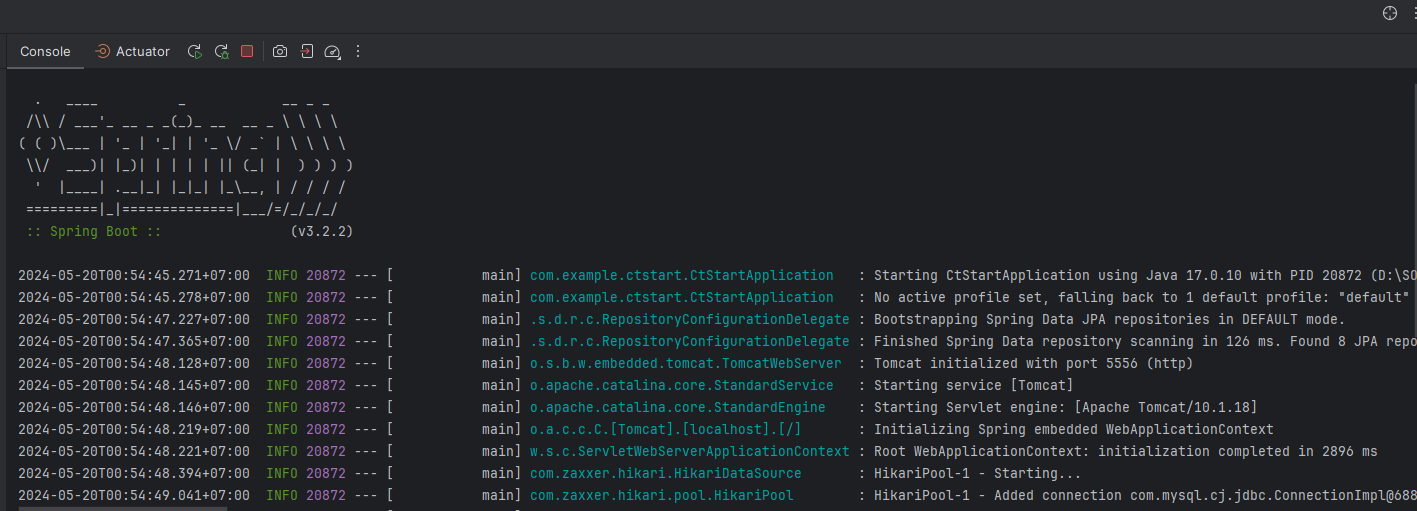 Console Actuator
  .   ____          _            __ _ _
 /\\ / ___'_ __ _ _(_)_ __  __ _ \ \ \ \
( ( )\___ | '_ | '_| | '_ \/ _` | \ \ \ \
 \\/  ___)| |_)| | | | | || (_| |  ) ) ) )
  '  |____| .__|_| |_|_| |_\__, | / / / /
 =========|_|==============|___/=/_/_/_/
 :: Spring Boot ::                (v3.2.2)
2024-05-20T00:54:45.271+07:00  INFO 20872 --- [           main] com.example.ctstart.CtStartApplication   : Starting CtStartApplication using Java 17.0.10 with PID 20872 (D:\SO
2024-05-20T00:54:45.278+07:00  INFO 20872 --- [           main] com.example.ctstart.CtStartApplication   : No active profile set, falling back to 1 default profile: "default"
2024-05-20T00:54:47.227+07:00  INFO 20872 --- [           main] .s.d.r.c.RepositoryConfigurationDelegate : Bootstrapping Spring Data JPA repositories in DEFAULT mode.
2024-05-20T00:54:47.365+07:00  INFO 20872 --- [           main] .s.d.r.c.RepositoryConfigurationDelegate : Finished Spring Data repository scanning in 126 ms. Found 8 JPA repo
2024-05-20T00:54:48.128+07:00  INFO 20872 --- [           main] o.s.b.w.embedded.tomcat.TomcatWebServer  : Tomcat initialized with port 5556 (http)
2024-05-20T00:54:48.145+07:00  INFO 20872 --- [           main] o.apache.catalina.core.StandardService   : Starting service [Tomcat]
2024-05-20T00:54:48.146+07:00  INFO 20872 --- [           main] o.apache.catalina.core.StandardEngine    : Starting Servlet engine: [Apache Tomcat/10.1.18]
2024-05-20T00:54:48.219+07:00  INFO 20872 --- [           main] o.a.c.c.C.[Tomcat].[localhost].[/]       : Initializing Spring embedded WebApplicationContext
2024-05-20T00:54:48.221+07:00  INFO 20872 --- [           main] w.s.c.ServletWebServerApplicationContext : Root WebApplicationContext: initialization completed in 2896 ms
2024-05-20T00:54:48.394+07:00  INFO 20872 --- [           main] com.zaxxer.hikari.HikariDataSource       : HikariPool-1 - Starting...
2024-05-20T00:54:49.041+07:00  INFO 20872 --- [           main] com.zaxxer.hikari.pool.HikariPool        : HikariPool-1 - Added connection com.mysql.cj.jdbc.ConnectionImpl@688